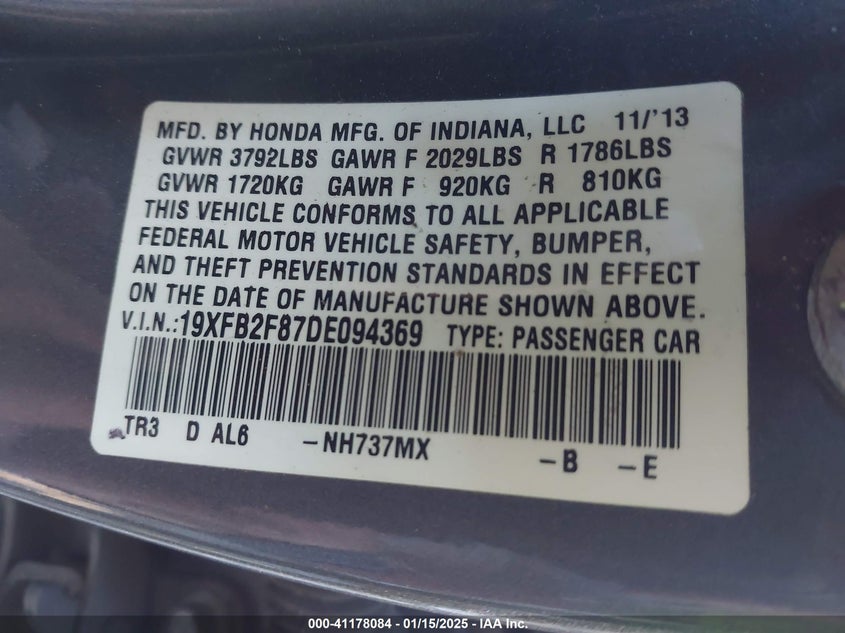 MFD. BY HONDA MFG. OF INDIANA, LLC 11/'13
GVWR 3792LBS GAWR F 2029LBS R 1786LBS
GVWR 1720KG GAWR F 920KG R 810KG
THIS VEHICLE CONFORMS TO ALL APPLICABLE
FEDERAL MOTOR VEHICLE SAFETY, BUMPER,
AND THEFT PREVENTION STANDARDS IN EFFECT
ON THE DATE OF MANUFACTURE SHOWN ABOVE.
V.I.N.:19XFB2F87DE094369 TYPE: PASSENGER CAR
TR3 D AL6 -NH737MX -B -E
000-41178084 - 01/15/2025 - IAA Inc.